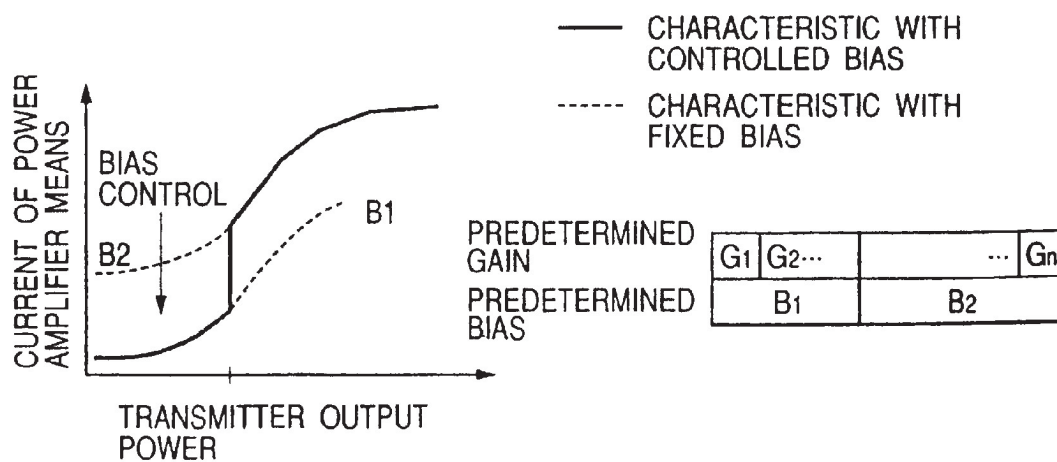 CHARACTERISTIC WITH
CONTROLLED BIAS
CHARACTERISTIC WITH
FIXED BIAS
CURRENT OF POWER
AMPLIFIER MEANS
BIAS
CONTROL
B2
B1
TRANSMITTER OUTPUT
POWER
PREDETERMINED
GAIN
G1 G2··· ··· Gn
PREDETERMINED
BIAS
B1 B2